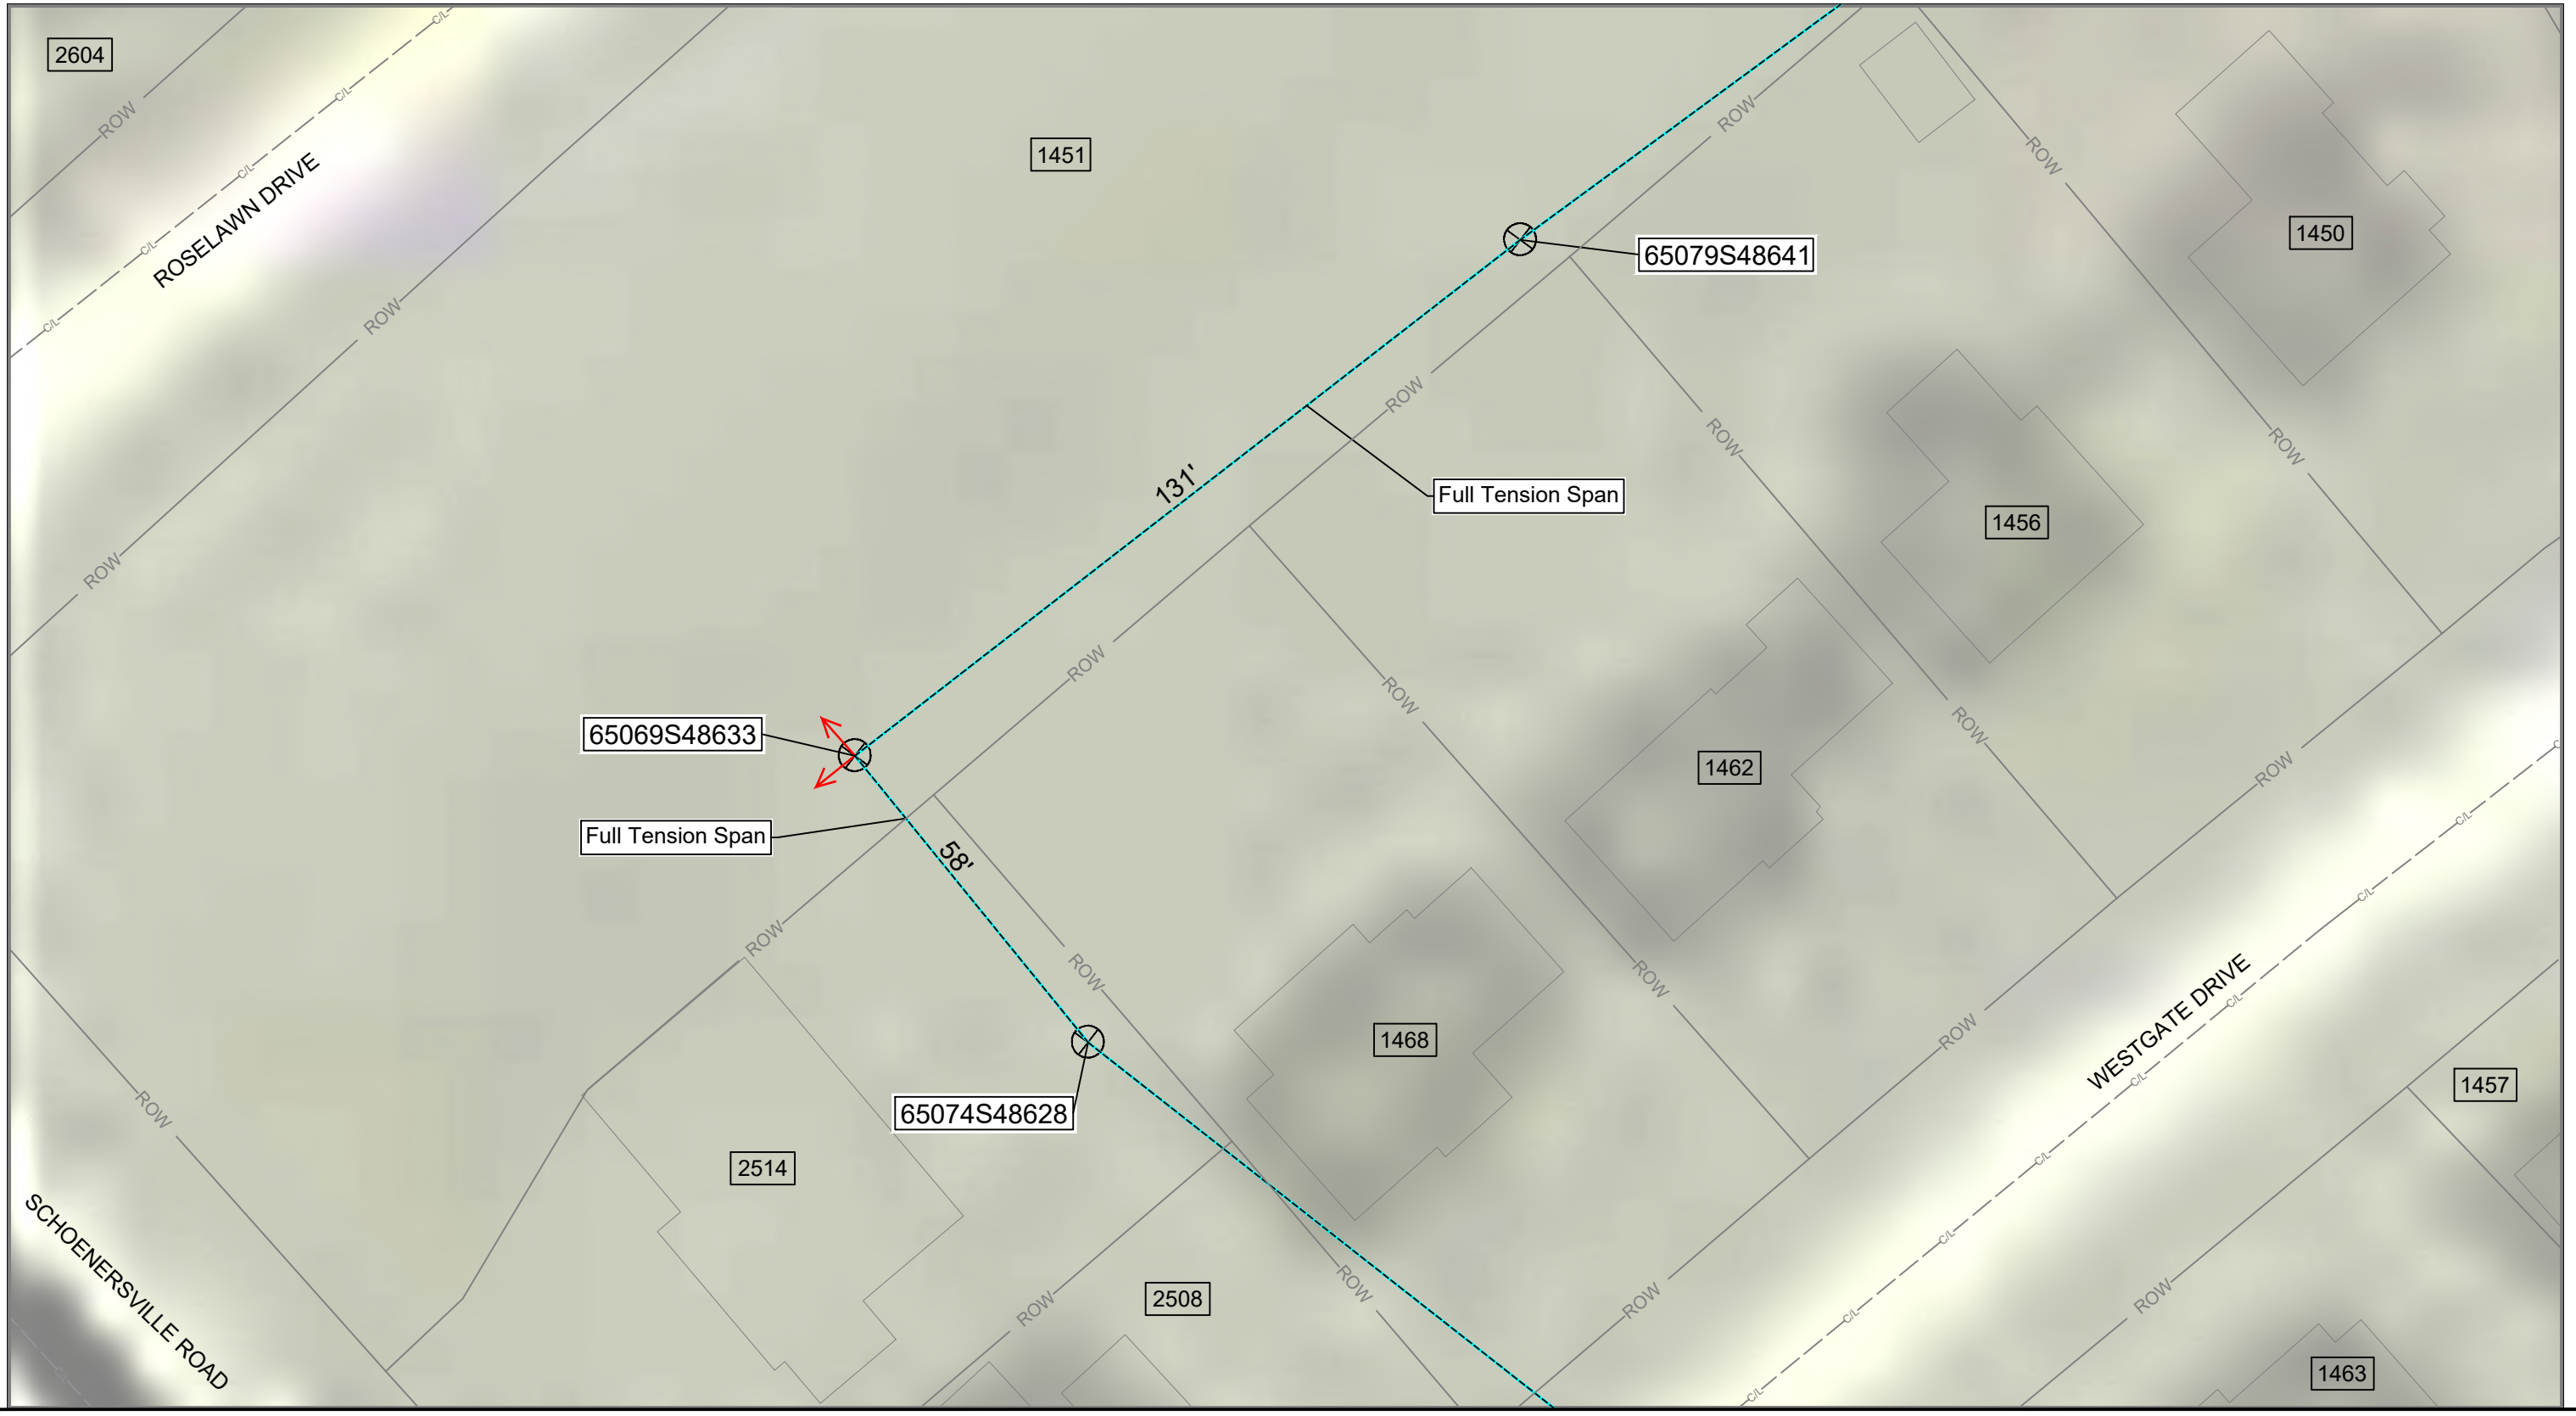 C/L
2604
C/L
ROW
ROW
1451
ROW
C/L
ROSELAWN DRIVE
1450
C/L
65079S48641
ROW
C/L
ROW
ROW
ROW
131'
Full Tension Span
1456
ROW
ROW
ROW
65069S48633
ROW
C/L
ROW
1462
C/L
Full Tension Span
58'
C/L
ROW
ROW
ROW
WESTGATE DRIVE
C/L
ROW
1468
C/L
1457
ROW
65074S48628
C/L
2514
C/L
SCHOENERSVILLE ROAD
ROW
2508
ROW
ROW
ROW
C/L
C/L
1463
C/L